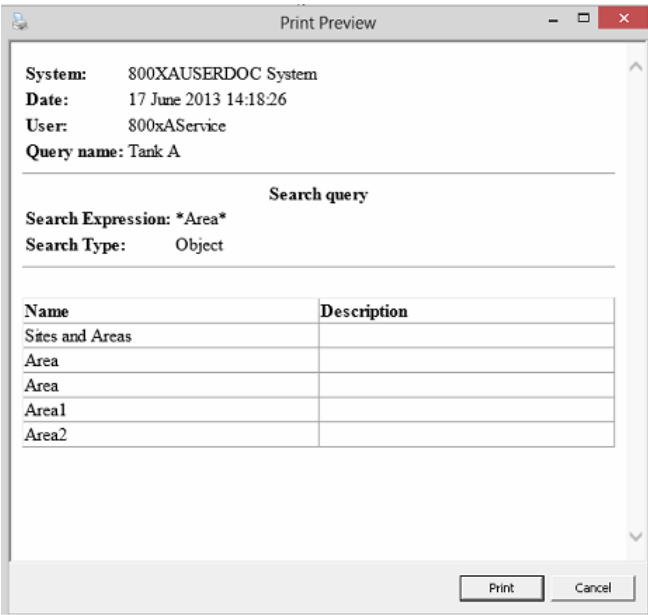 Print Preview
System: 800XAUSERDOC System
Date: 17 June 2013 14:18:26
User: 800xAService
Query name: Tank A
Search query
Search Expression: *Area*
Search Type: Object
Name Description
Sites and Areas
Area
Area
Area1
Area2
Print Cancel